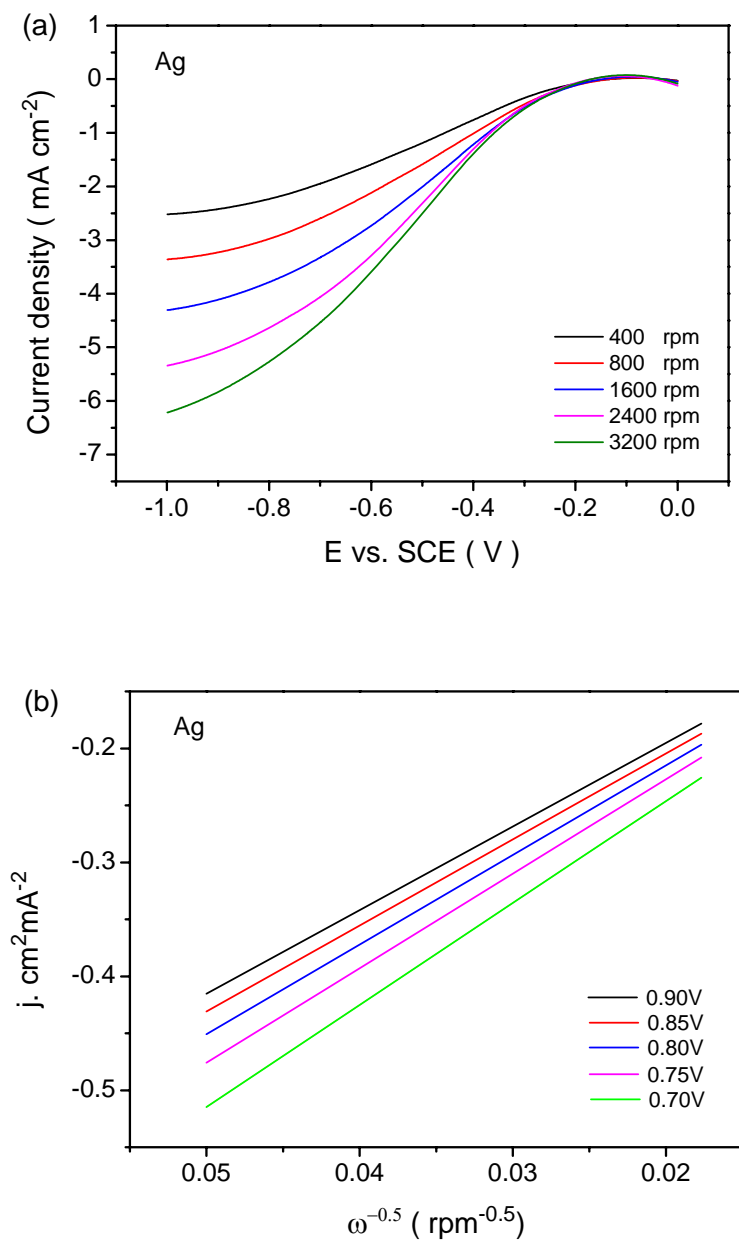 (a)
Ag
1
0
-1
-2
-3
-4
-5
-6
-7
Current density ( mA cm⁻²)
400 rpm
800 rpm
1600 rpm
2400 rpm
3200 rpm
-1.0 -0.8 -0.6 -0.4 -0.2 0.0
E vs. SCE ( V )
(b)
Ag
-0.2
-0.3
-0.4
-0.5
j. cm²mA⁻²
0.90V
0.85V
0.80V
0.75V
0.70V
0.05 0.04 0.03 0.02
ω⁻⁰·⁵ ( rpm⁻⁰·⁵)